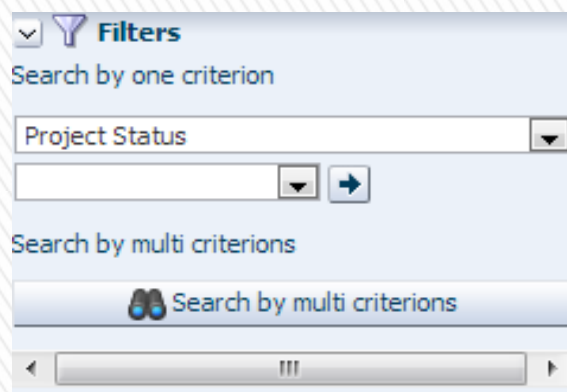 Filters
Search by one criterion
Project Status
Search by multi criterions
Search by multi criterions